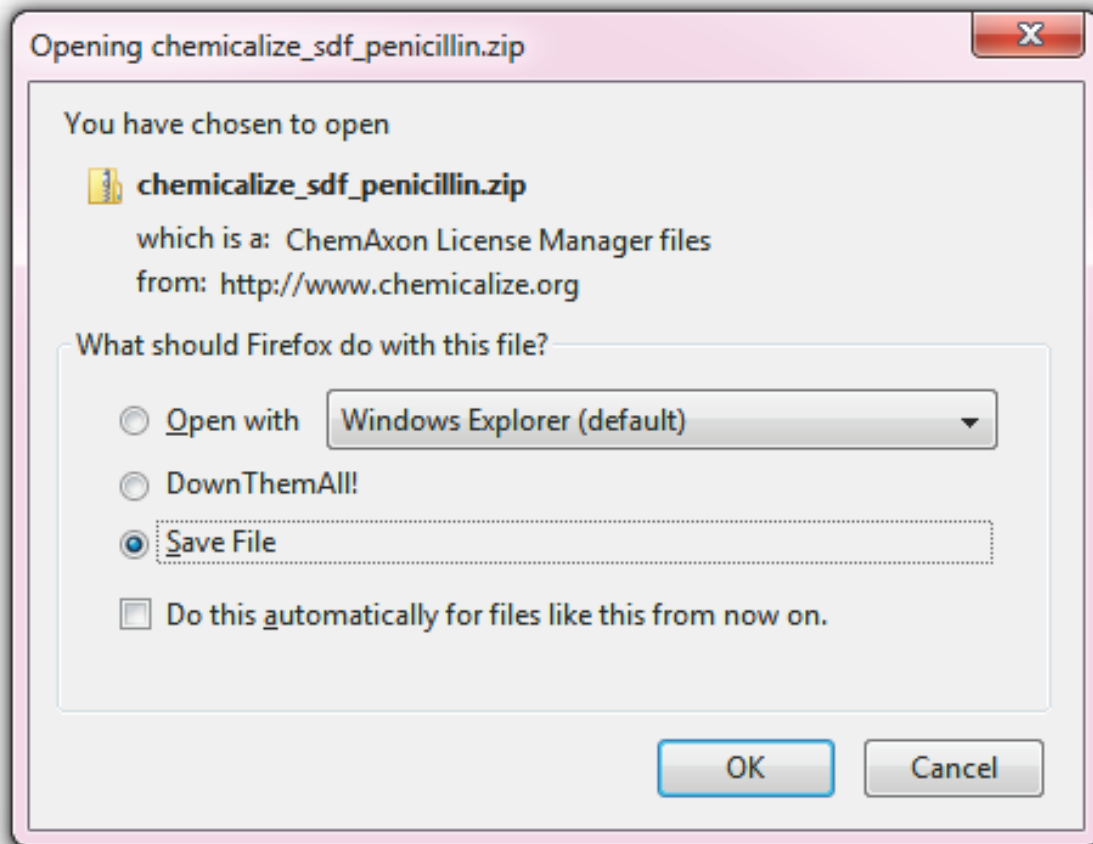 Opening chemicalize_sdf_penicillin.zip
You have chosen to open
chemicalize_sdf_penicillin.zip
which is a: ChemAxon License Manager files
from: http://www.chemicalize.org
What should Firefox do with this file?
Open with Windows Explorer (default)
DownThemAll!
Save File
Do this automatically for files like this from now on.
OK Cancel